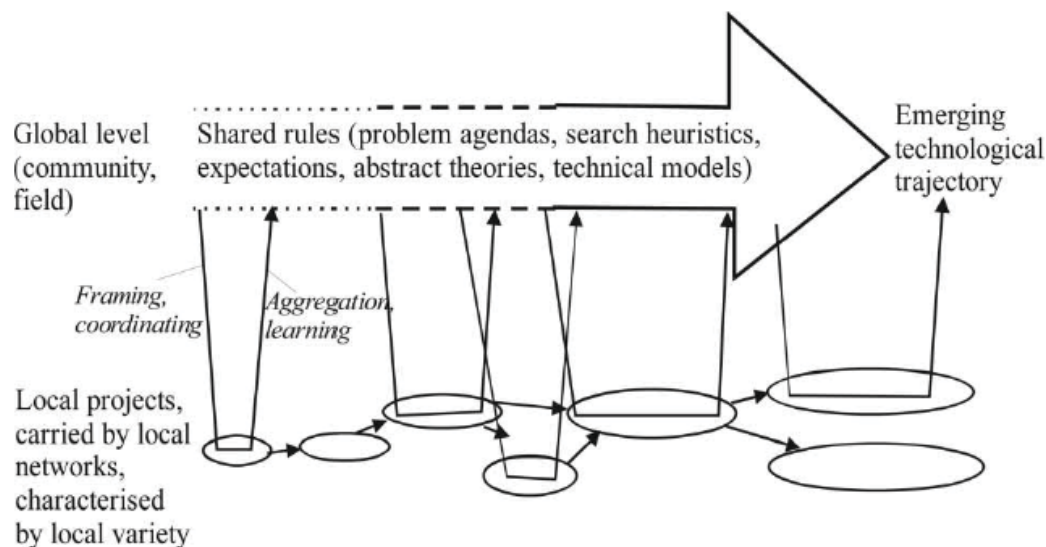 Global level
(community,
field)
Shared rules (problem agendas, search heuristics,
expectations, abstract theories, technical models)
Emerging
technological
trajectory
Framing,
coordinating
Aggregation,
learning
Local projects,
carried by local
networks,
characterised
by local variety